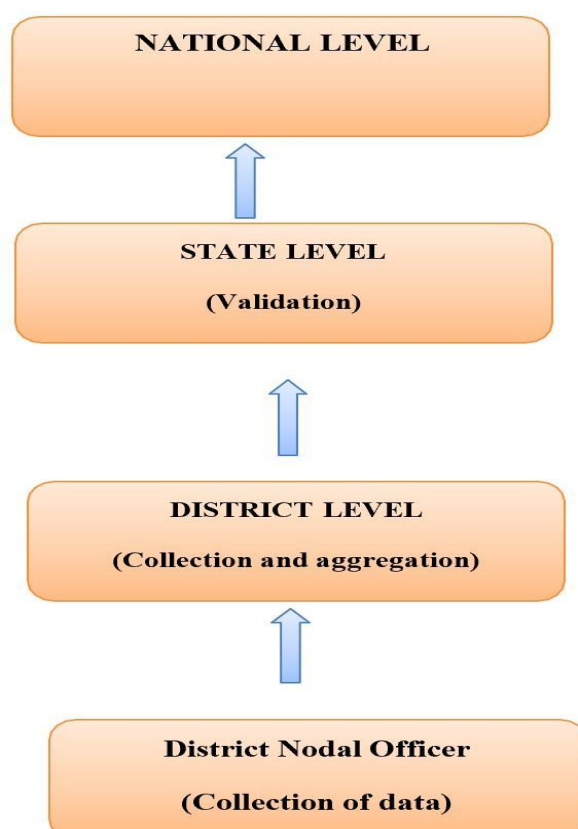 NATIONAL LEVEL
STATE LEVEL
(Validation)
DISTRICT LEVEL
(Collection and aggregation)
District Nodal Officer
(Collection of data)